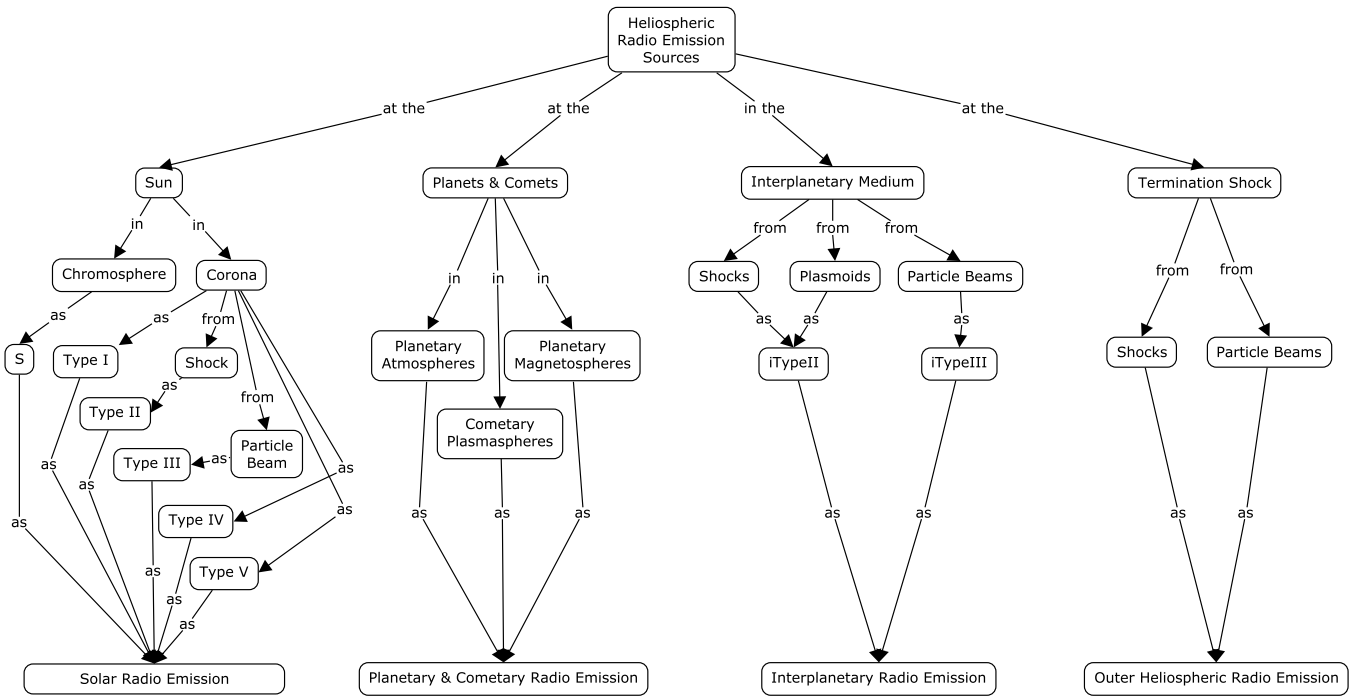 Heliospheric
Radio Emission
Sources
at the
at the
in the
at the
Sun
Planets & Comets
Interplanetary Medium
Termination Shock
in
in
from
from
from
Chromosphere
Corona
in
in
in
Shocks
Plasmoids
Particle Beams
from
from
as
as
from
as
as
as
S
Type I
Shock
Planetary
Atmospheres
Planetary
Magnetospheres
iTypeII
iTypeIII
Shocks
Particle Beams
as
Type II
from
Cometary
Plasmaspheres
Particle
Beam
as
Type III
as
as
as
Type IV
as
as
as
as
as
as
as
as
as
as
Type V
as
as
as
Solar Radio Emission
Planetary & Cometary Radio Emission
Interplanetary Radio Emission
Outer Heliospheric Radio Emission